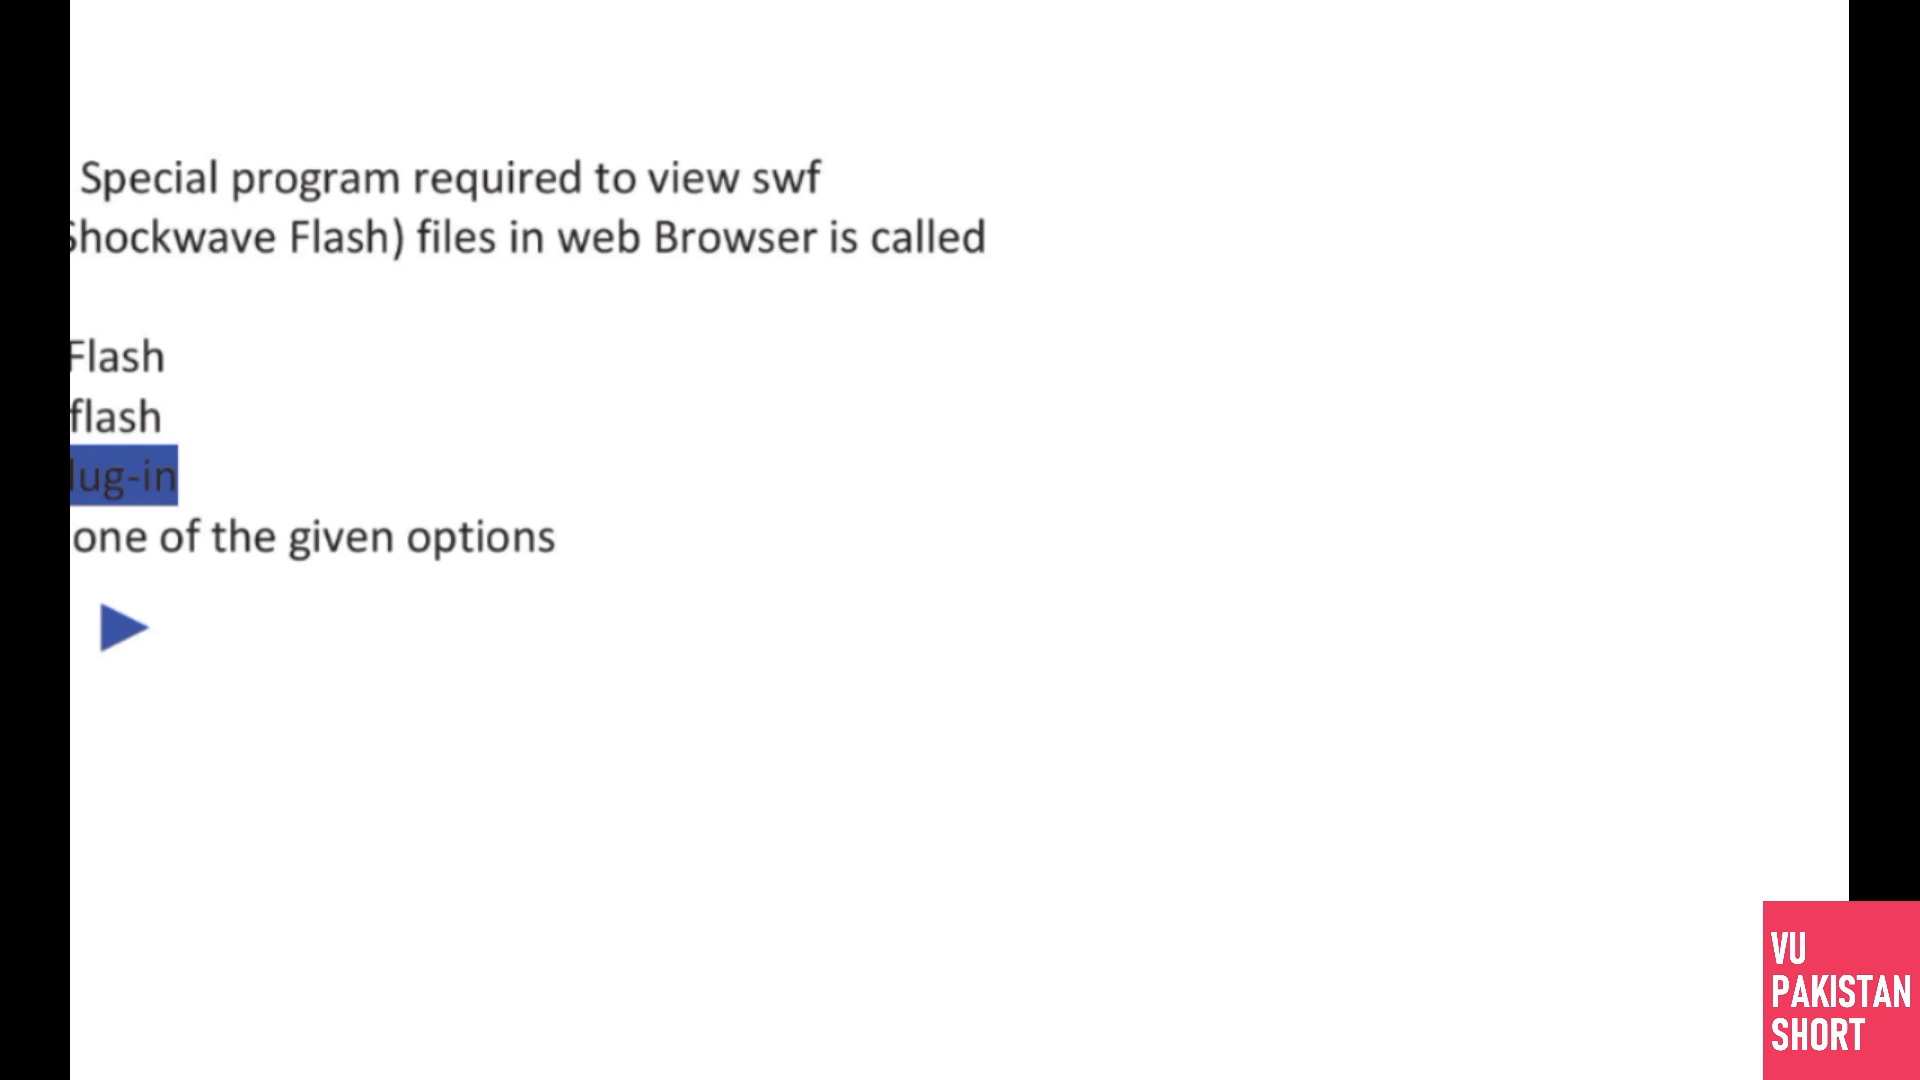 Special program required to view swf
Shockwave Flash) files in web Browser is called
Flash
flash
lug-in
one of the given options
VU
PAKISTAN
SHORT